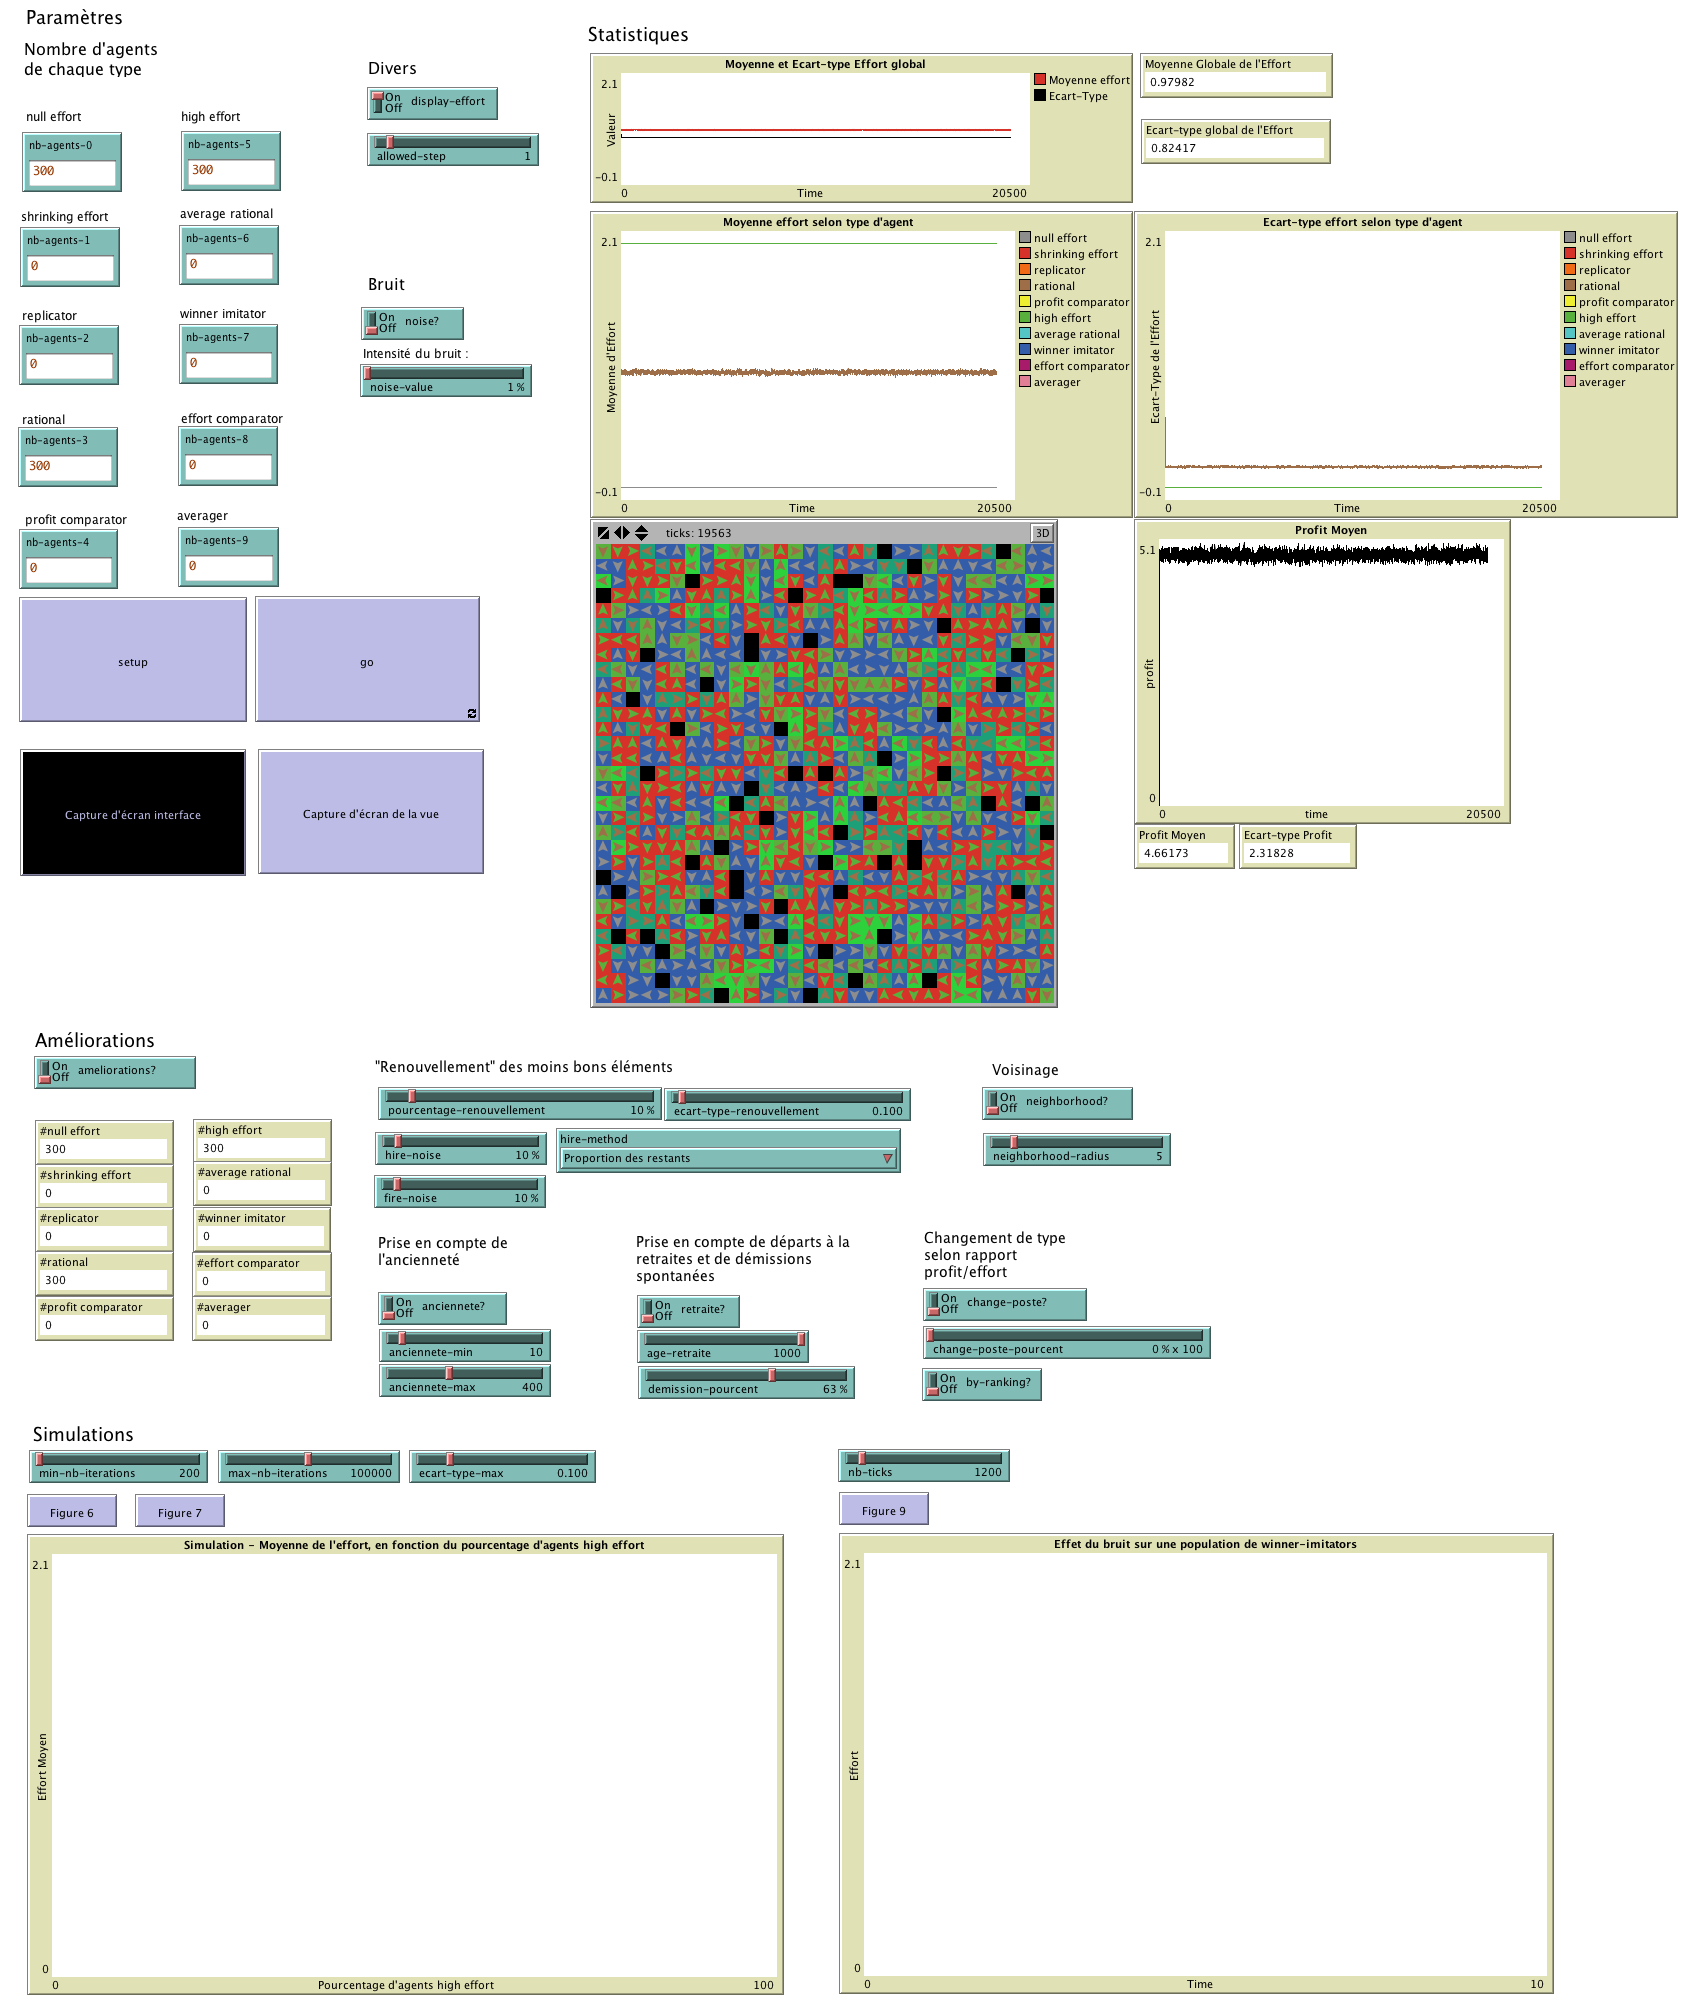 Paramètres
Nombre d'agents
de chaque type
null effort
high effort
nb-agents-0
300
nb-agents-5
300
shrinking effort
average rational
nb-agents-1
0
nb-agents-6
0
replicator
winner imitator
nb-agents-2
0
nb-agents-7
0
rational
effort comparator
nb-agents-3
300
nb-agents-8
0
profit comparator
averager
nb-agents-4
0
nb-agents-9
0
setup
go
Capture d'écran interface
Capture d'écran de la vue
Divers
On
Off
display-effort
allowed-step 1
Bruit
On
Off
noise?
Intensité du bruit :
noise-value 1 %
Statistiques
Moyenne et Ecart-type Effort global
2.1
Valeur
-0.1
0
Time
20500
Moyenne effort
Ecart-Type
Moyenne Globale de l'Effort
0.97982
Ecart-type global de l'Effort
0.82417
Moyenne effort selon type d'agent
2.1
Moyenne d'Effort
-0.1
0
Time
20500
null effort
shrinking effort
replicator
rational
profit comparator
high effort
average rational
winner imitator
effort comparator
averager
Ecart-type effort selon type d'agent
2.1
Ecart-Type de l'Effort
-0.1
0
Time
20500
null effort
shrinking effort
replicator
rational
profit comparator
high effort
average rational
winner imitator
effort comparator
averager
ticks: 19563
3D
Profit Moyen
5.1
profit
0
0
time
20500
Profit Moyen
4.66173
Ecart-type Profit
2.31828
Améliorations
On
Off
ameliorations?
#null effort
300
#high effort
300
#shrinking effort
0
#average rational
0
#replicator
0
#winner imitator
0
#rational
300
#effort comparator
0
#profit comparator
0
#averager
0
"Renouvellement" des moins bons éléments
pourcentage-renouvellement 10 %
ecart-type-renouvellement 0.100
hire-noise 10 %
hire-method
Proportion des restants
fire-noise 10 %
Voisinage
On
Off
neighborhood?
neighborhood-radius 5
Prise en compte de
l'ancienneté
On
Off
anciennete?
anciennete-min 10
anciennete-max 400
Prise en compte de départs à la
retraites et de démissions
spontanées
On
Off
retraite?
age-retraite 1000
demission-pourcent 63 %
Changement de type
selon rapport
profit/effort
On
Off
change-poste?
change-poste-pourcent 0 % x 100
On
Off
by-ranking?
Simulations
min-nb-iterations 200
max-nb-iterations 100000
ecart-type-max 0.100
nb-ticks 1200
Figure 6
Figure 7
Figure 9
Simulation - Moyenne de l'effort, en fonction du pourcentage d'agents high effort
2.1
Effort Moyen
0
0
Pourcentage d'agents high effort
100
Effet du bruit sur une population de winner-imitators
2.1
Effort
0
0
Time
10